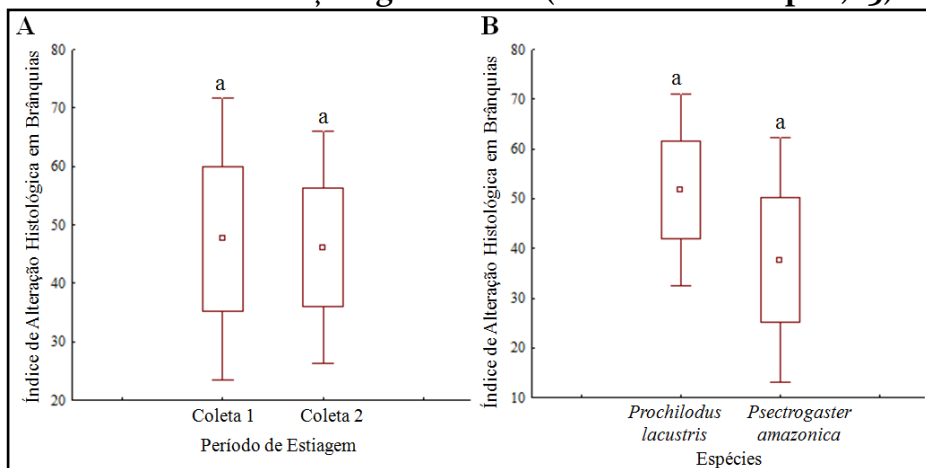 A
Índice de Alteração Histológica em Brânquias
80
70
60
50
40
30
20
a
a
Coleta 1
Coleta 2
Período de Estiagem
B
Índice de Alteração Histológica em Brânquias
80
70
60
50
40
30
20
10
a
a
Prochilodus
lacustris
Psectrogaster
amazonica
Espécies